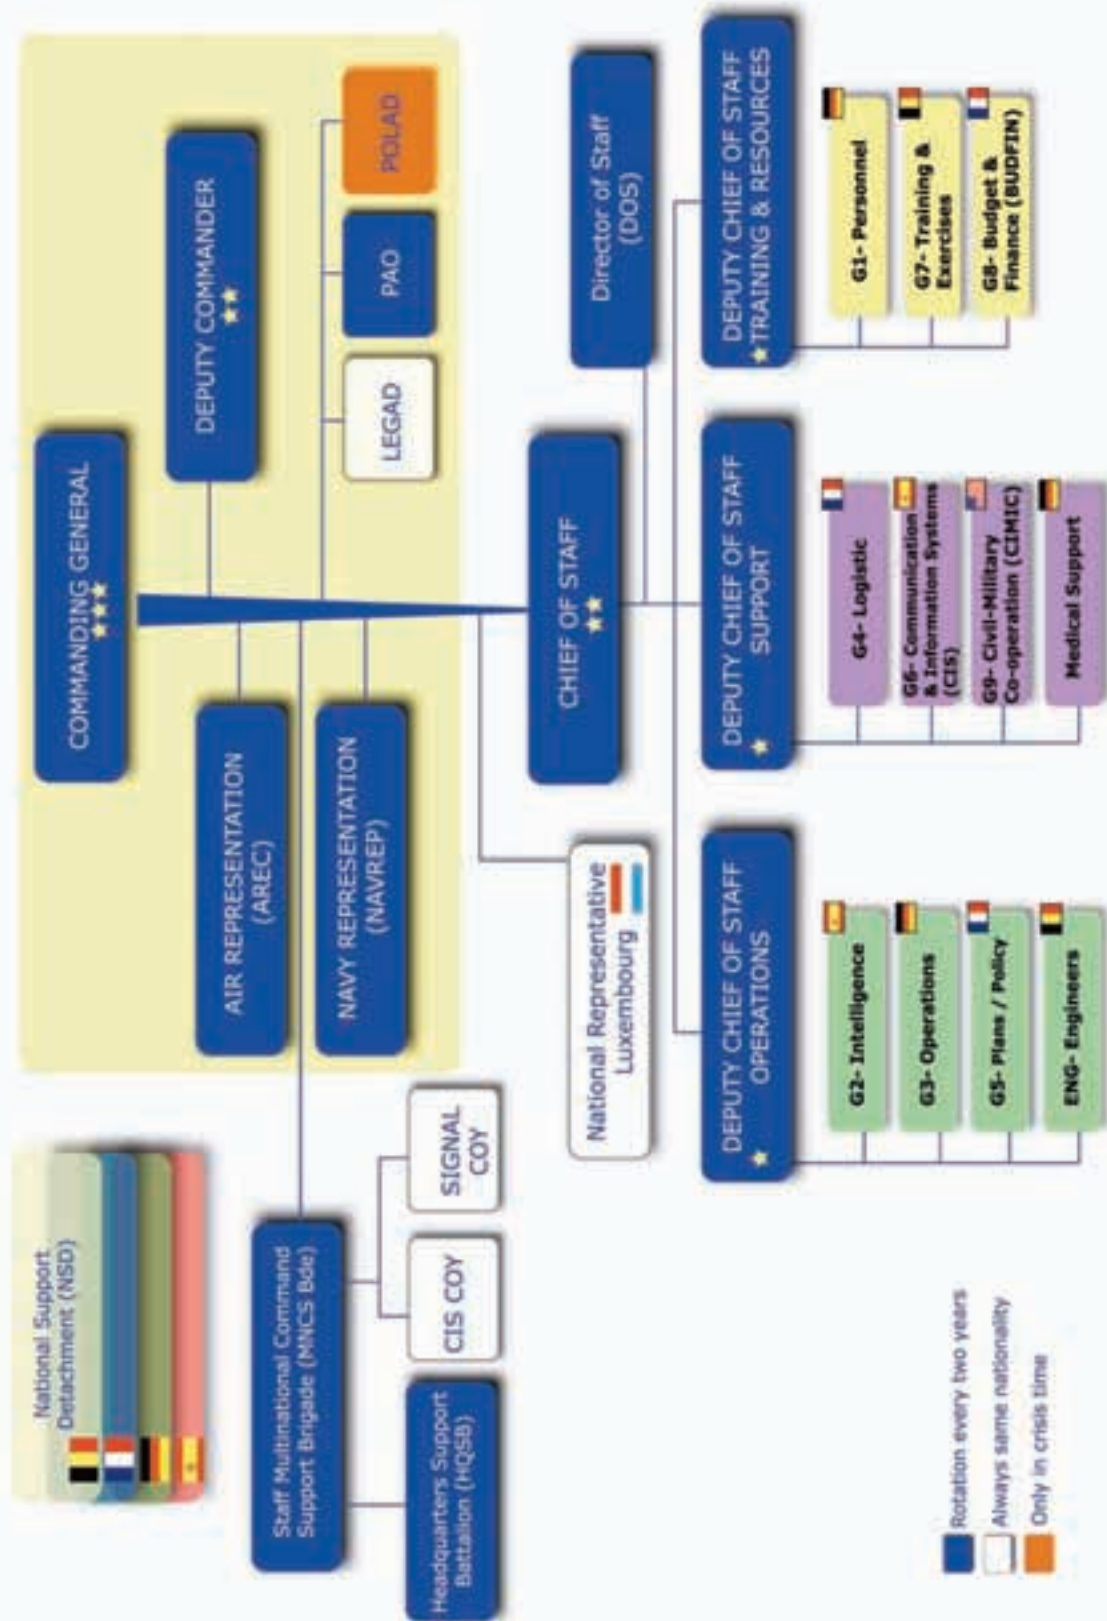 National Support
Detachment (NSD)
COMMANDING GENERAL
DEPUTY COMMANDER
AIR REPRESENTATION
(AREC)
NAVY REPRESENTATION
(NAVREP)
LEGAD
PAO
POLAD
Staff Multinational Command
Support Brigade (MNCS Bde)
Headquarters Support
Battalion (HQSB)
CIS COY
SIGNAL
COY
CHIEF OF STAFF
National Representative
Luxembourg
Director of Staff
(DOS)
DEPUTY CHIEF OF STAFF
OPERATIONS
DEPUTY CHIEF OF STAFF
SUPPORT
DEPUTY CHIEF OF STAFF
TRAINING & RESOURCES
G2- Intelligence
G3- Operations
G5- Plans / Policy
ENG- Engineers
G4- Logistic
G6- Communication
& Information Systems
(CIS)
G9- Civil-Military
Co-operation (CIMIC)
Medical Support
G1- Personnel
G7- Training &
Exercises
G8- Budget &
Finance (BUDFIN)
Rotation every two years
Always same nationality
Only in crisis time